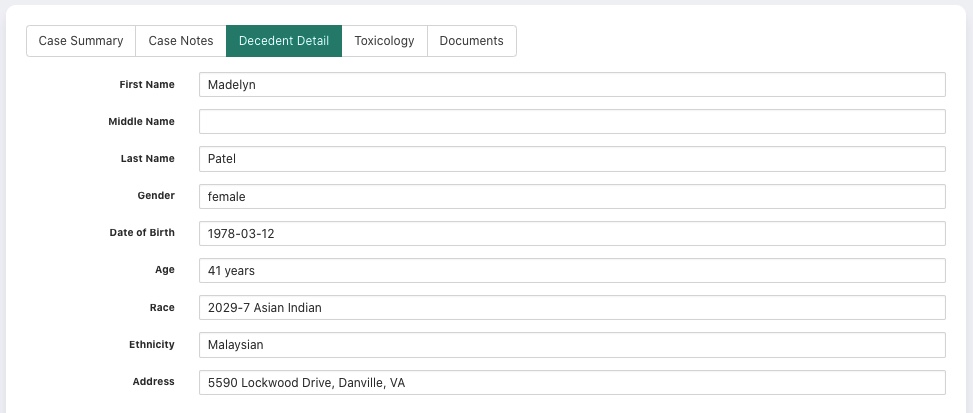 Case Summary Case Notes Decedent Detail Toxicology Documents
First Name Madelyn
Middle Name
Last Name Patel
Gender female
Date of Birth 1978-03-12
Age 41 years
Race 2029-7 Asian Indian
Ethnicity Malaysian
Address 5590 Lockwood Drive, Danville, VA